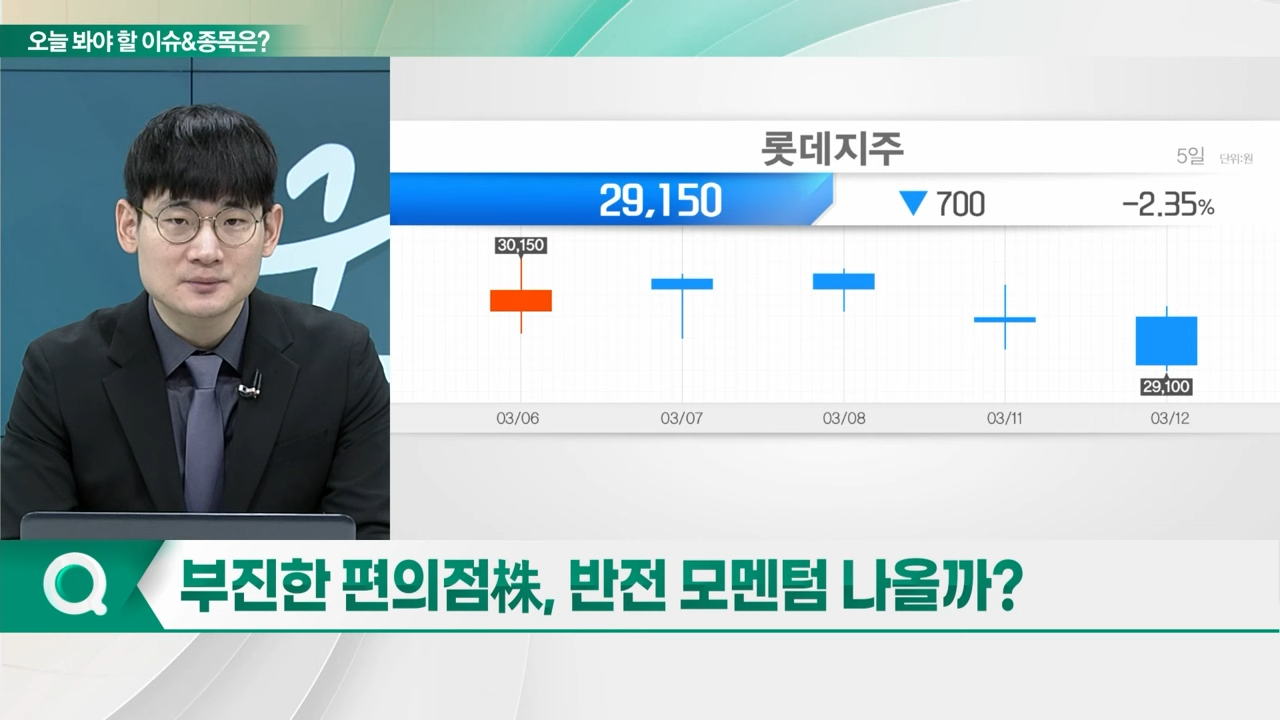 오늘 봐야 할 이슈&종목은?
롯데지주
5일 단위:원
29,150 ▼700 -2.35%
30,150
29,100
03/06 03/07 03/08 03/11 03/12
부진한 편의점株, 반전 모멘텀 나올까?